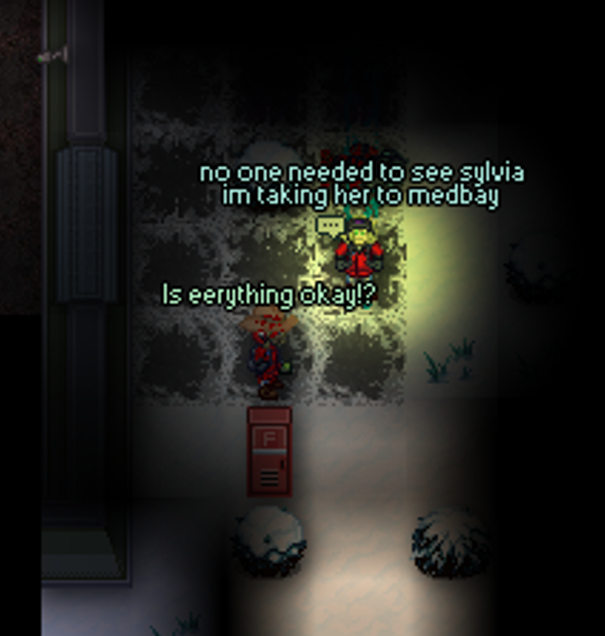 no one needed to see sylvia
im taking her to medbay
Is eerything okay!?
F